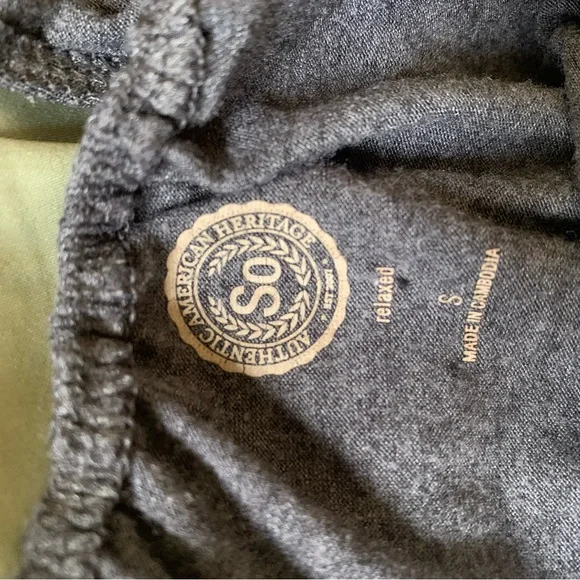 AUTHENTIC AMERICAN HERITAGE
So
relaxed
S
MADE IN CAMBODIA